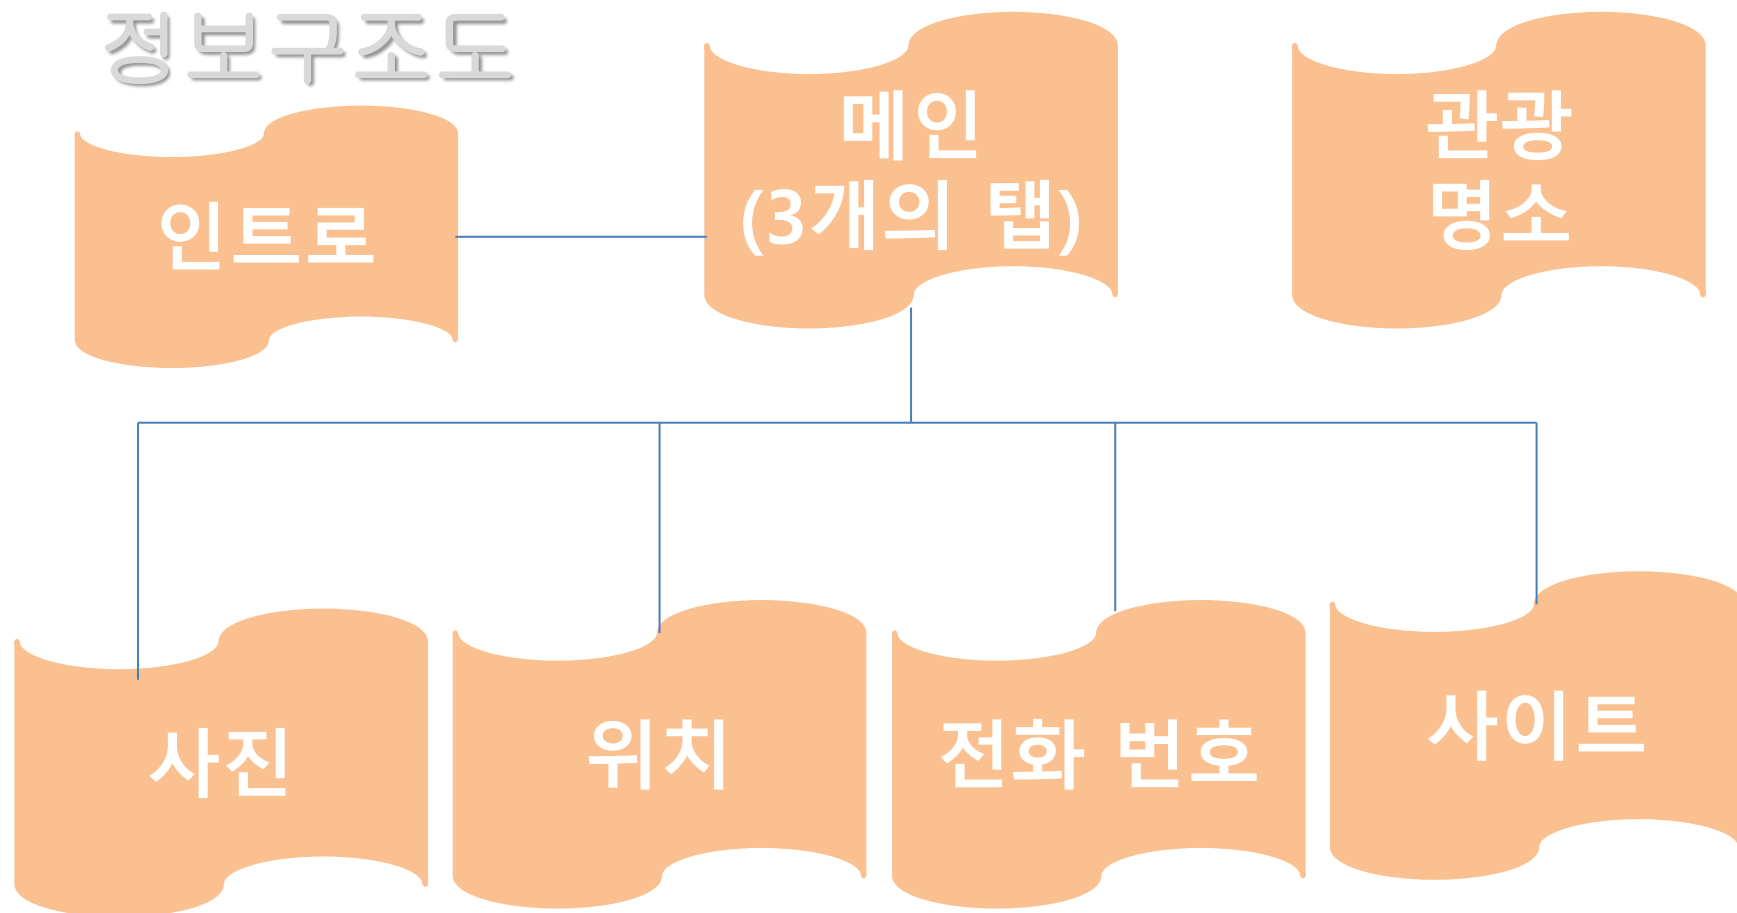 정보구조도
인트로
메인
(3개의 탭)
관광
명소
사진
위치
전화 번호
사이트